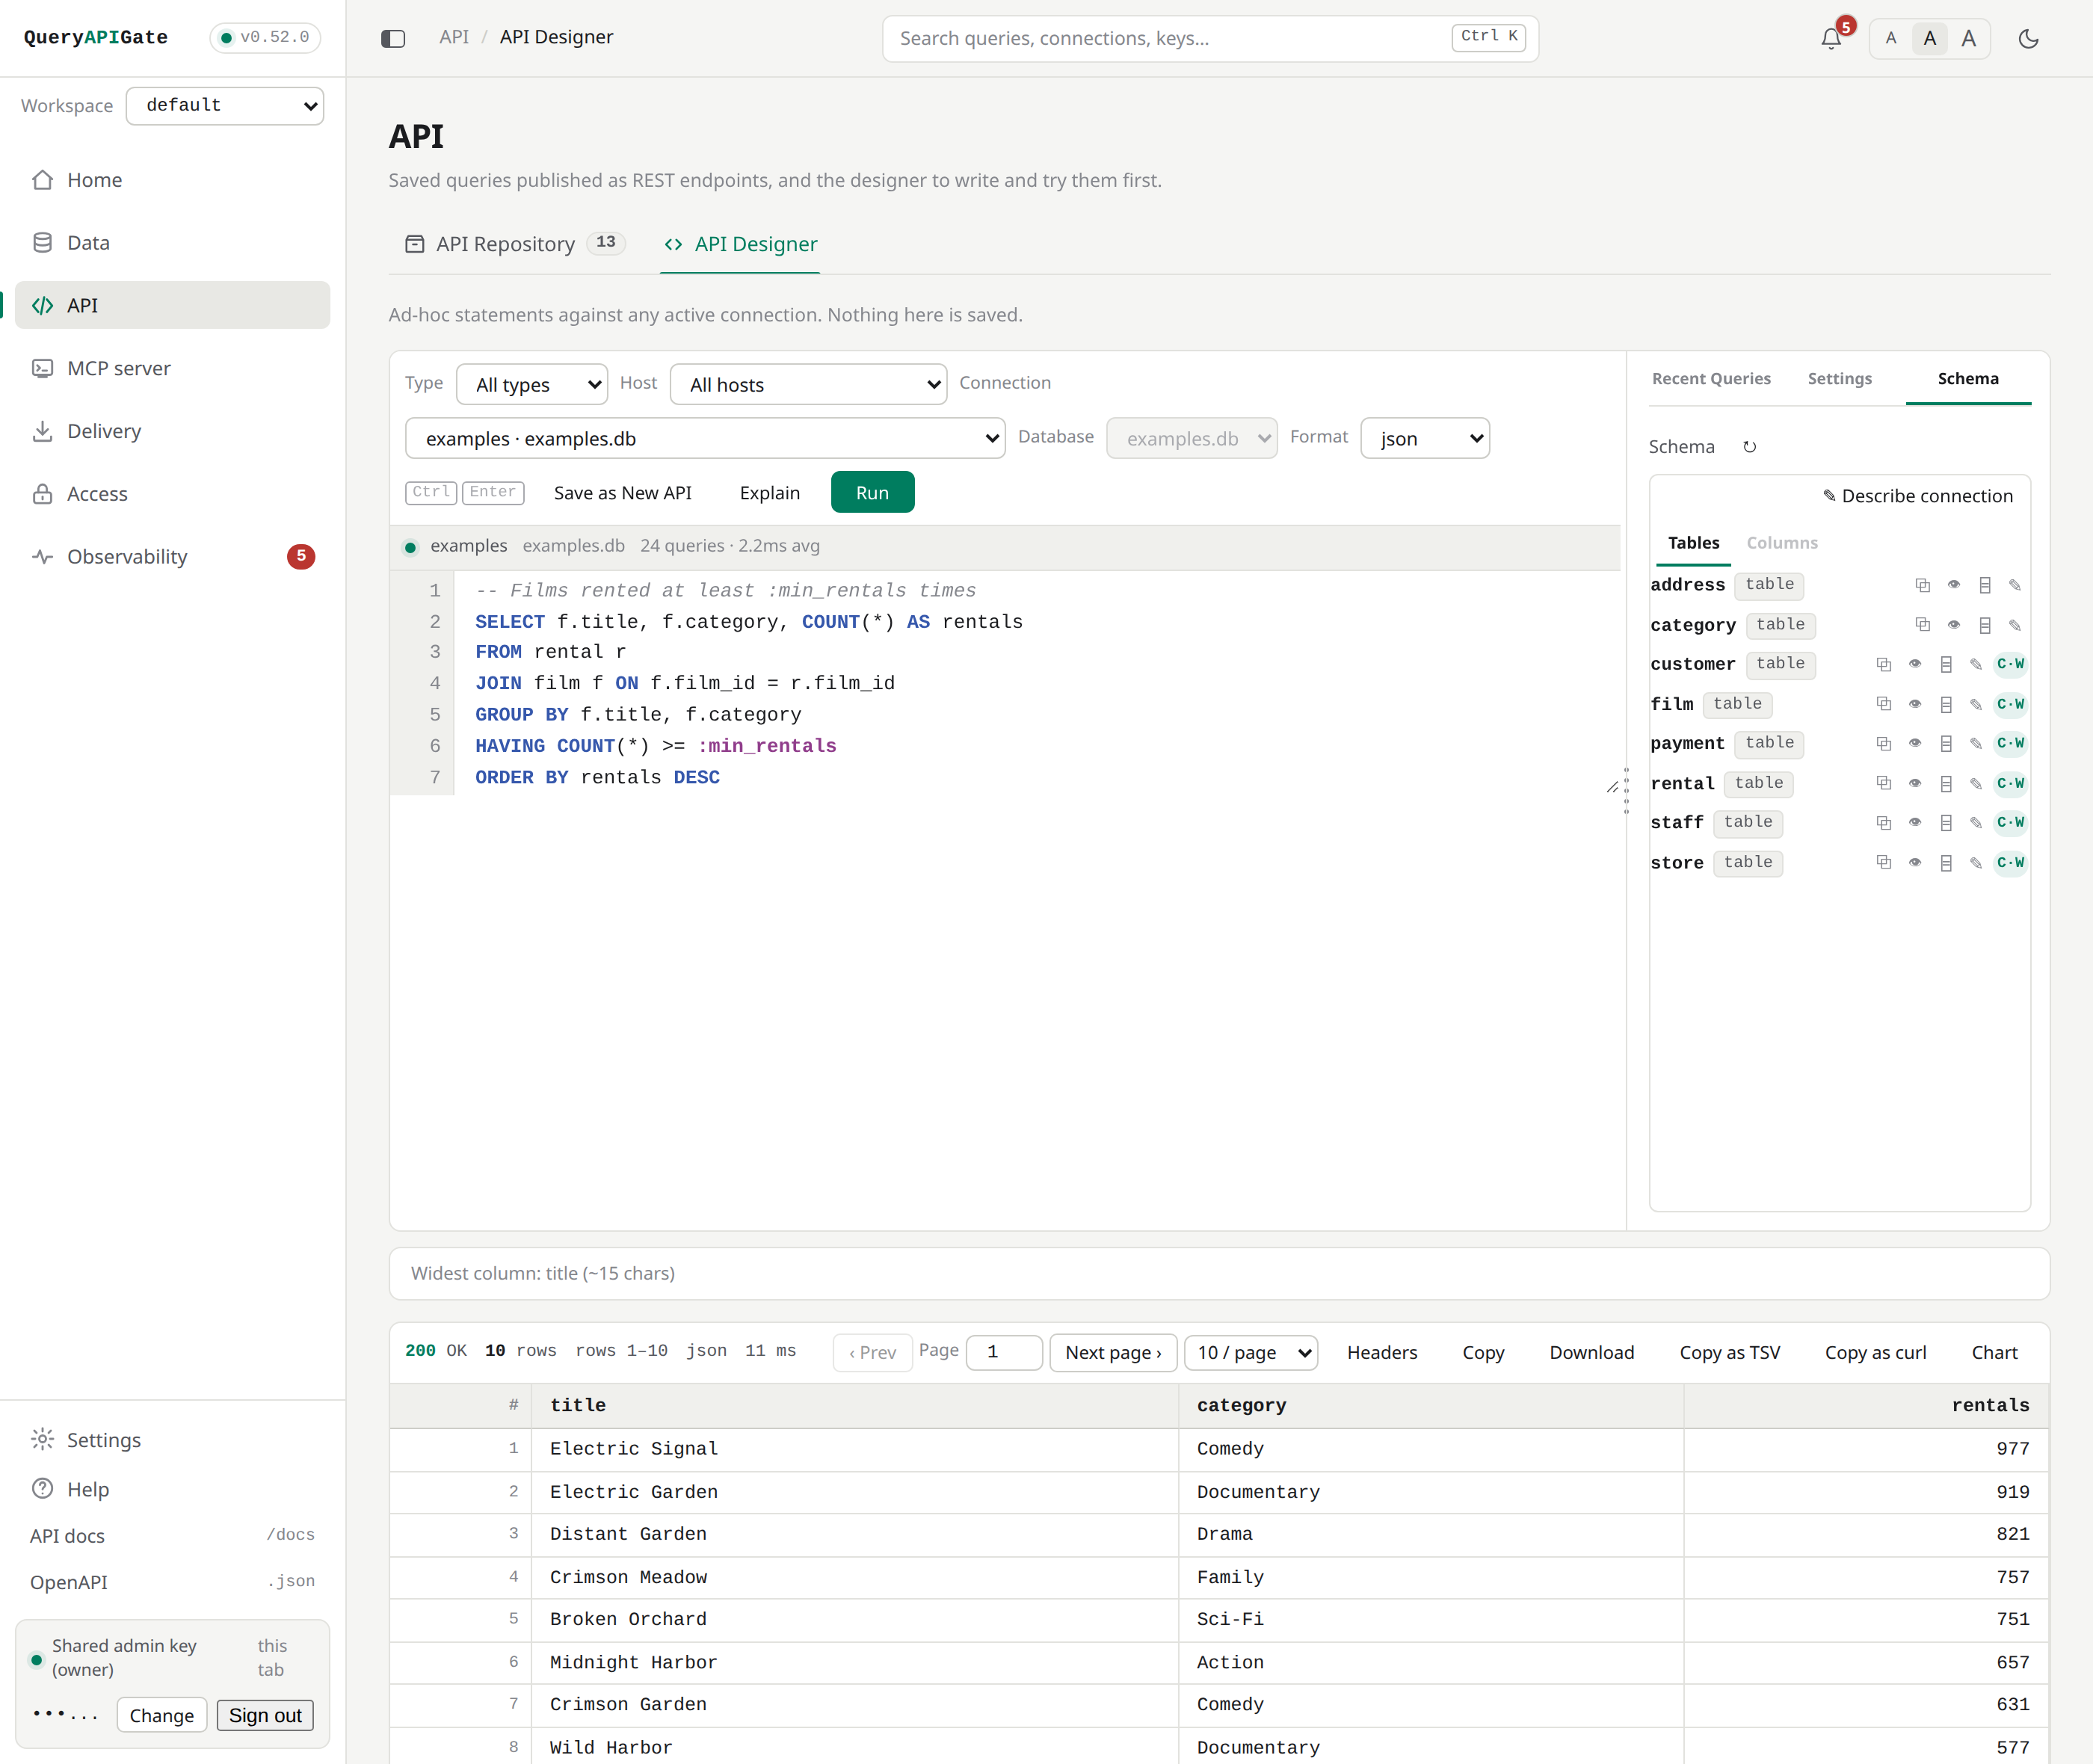 QueryAPIGate v0.52.0
API / API Designer
Search queries, connections, keys... Ctrl K
5
A A A
Workspace default
Home
Data
API
MCP server
Delivery
Access
Observability 5
Settings
Help
API docs /docs
OpenAPI .json
Shared admin key (owner) this tab
Change Sign out
API
Saved queries published as REST endpoints, and the designer to write and try them first.
API Repository 13 API Designer
Ad-hoc statements against any active connection. Nothing here is saved.
Type All types Host All hosts Connection
examples · examples.db Database examples.db Format json
Ctrl Enter Save as New API Explain Run
examples examples.db 24 queries · 2.2ms avg
1 -- Films rented at least :min_rentals times
2 SELECT f.title, f.category, COUNT(*) AS rentals
3 FROM rental r
4 JOIN film f ON f.film_id = r.film_id
5 GROUP BY f.title, f.category
6 HAVING COUNT(*) >= :min_rentals
7 ORDER BY rentals DESC
Recent Queries Settings Schema
Schema ↻
✎ Describe connection
Tables Columns
address table
category table
customer table C·W
film table C·W
payment table C·W
rental table C·W
staff table C·W
store table C·W
Widest column: title (~15 chars)
200 OK 10 rows rows 1–10 json 11 ms ‹ Prev Page 1 Next page › 10 / page Headers Copy Download Copy as TSV Copy as curl Chart
# title category rentals
1 Electric Signal Comedy 977
2 Electric Garden Documentary 919
3 Distant Garden Drama 821
4 Crimson Meadow Family 757
5 Broken Orchard Sci-Fi 751
6 Midnight Harbor Action 657
7 Crimson Garden Comedy 631
8 Wild Harbor Documentary 577